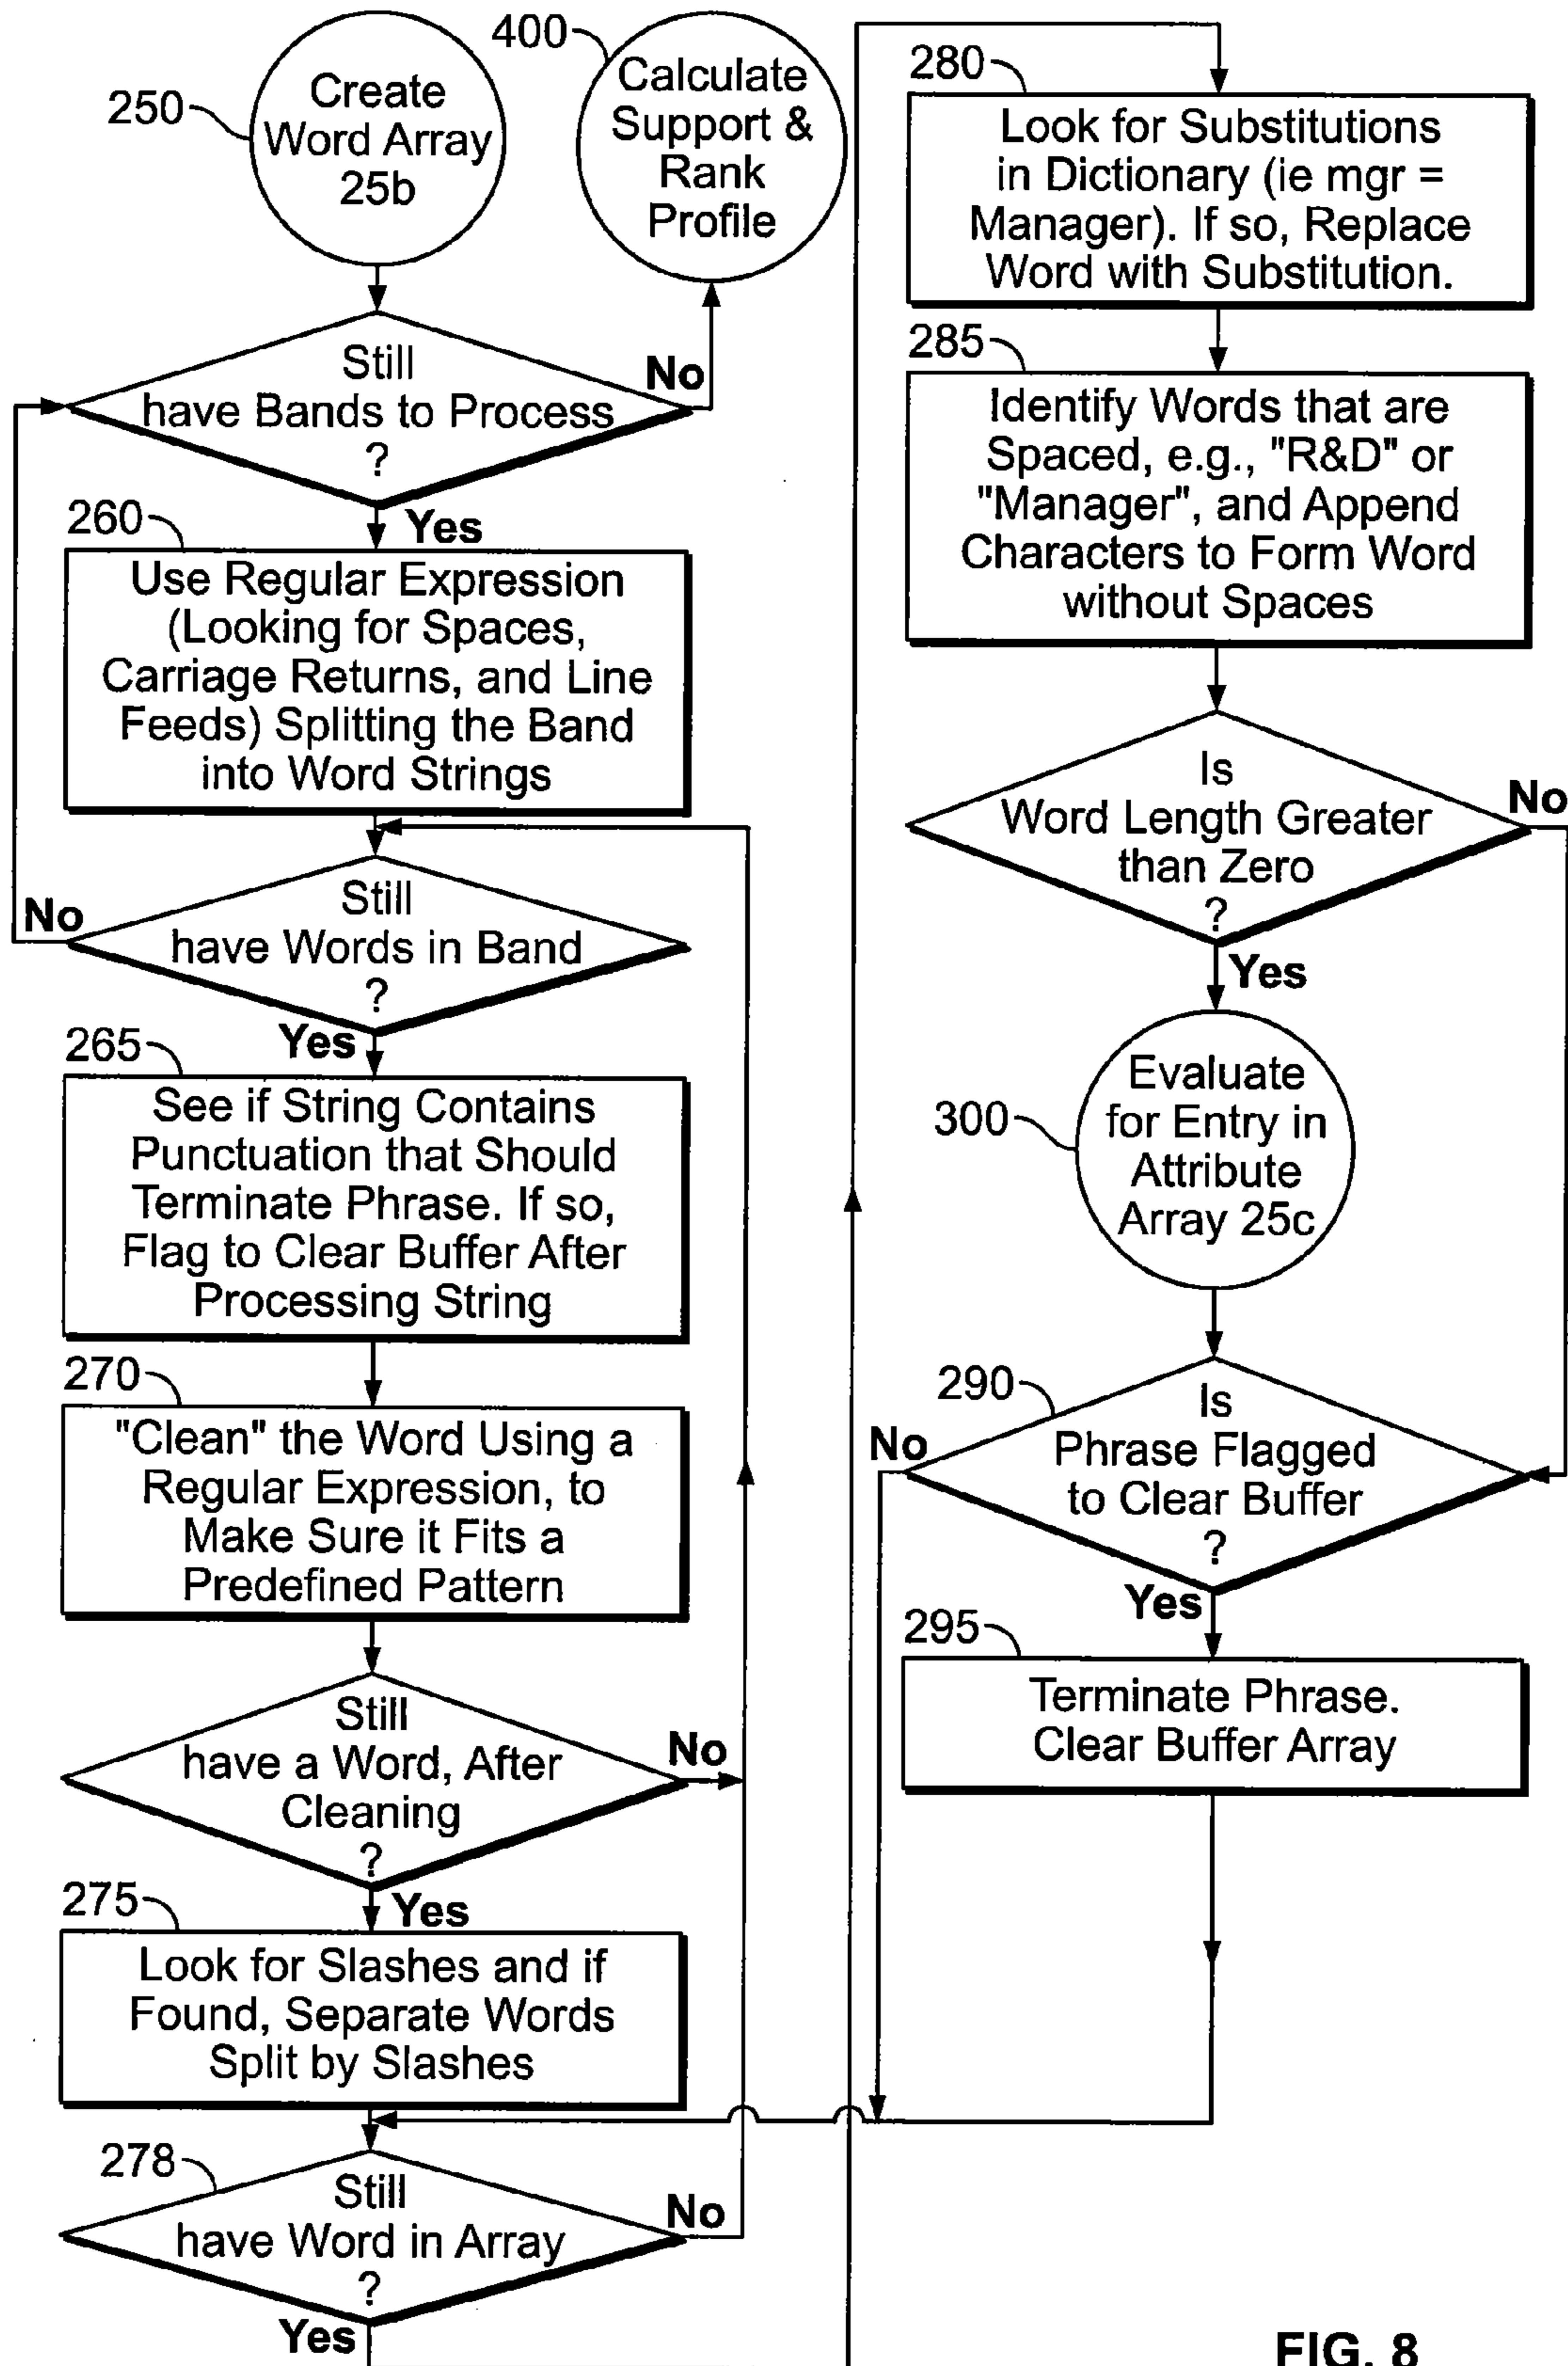 250
Create
Word Array
25b
400
Calculate
Support &
Rank
Profile
Still
have Bands to Process
?
No
Yes
260
Use Regular Expression
(Looking for Spaces,
Carriage Returns, and Line
Feeds) Splitting the Band
into Word Strings
Still
have Words in Band
?
No
Yes
265
See if String Contains
Punctuation that Should
Terminate Phrase. If so,
Flag to Clear Buffer After
Processing String
270
"Clean" the Word Using a
Regular Expression, to
Make Sure it Fits a
Predefined Pattern
Still
have a Word, After
Cleaning
?
No
Yes
275
Look for Slashes and if
Found, Separate Words
Split by Slashes
278
Still
have Word in Array
?
No
Yes
280
Look for Substitutions
in Dictionary (ie mgr =
Manager). If so, Replace
Word with Substitution.
285
Identify Words that are
Spaced, e.g., "R&D" or
"Manager", and Append
Characters to Form Word
without Spaces
Is
Word Length Greater
than Zero
?
No
Yes
300
Evaluate
for Entry in
Attribute
Array 25c
290
Is
Phrase Flagged
to Clear Buffer
?
No
Yes
295
Terminate Phrase.
Clear Buffer Array
FIG. 8